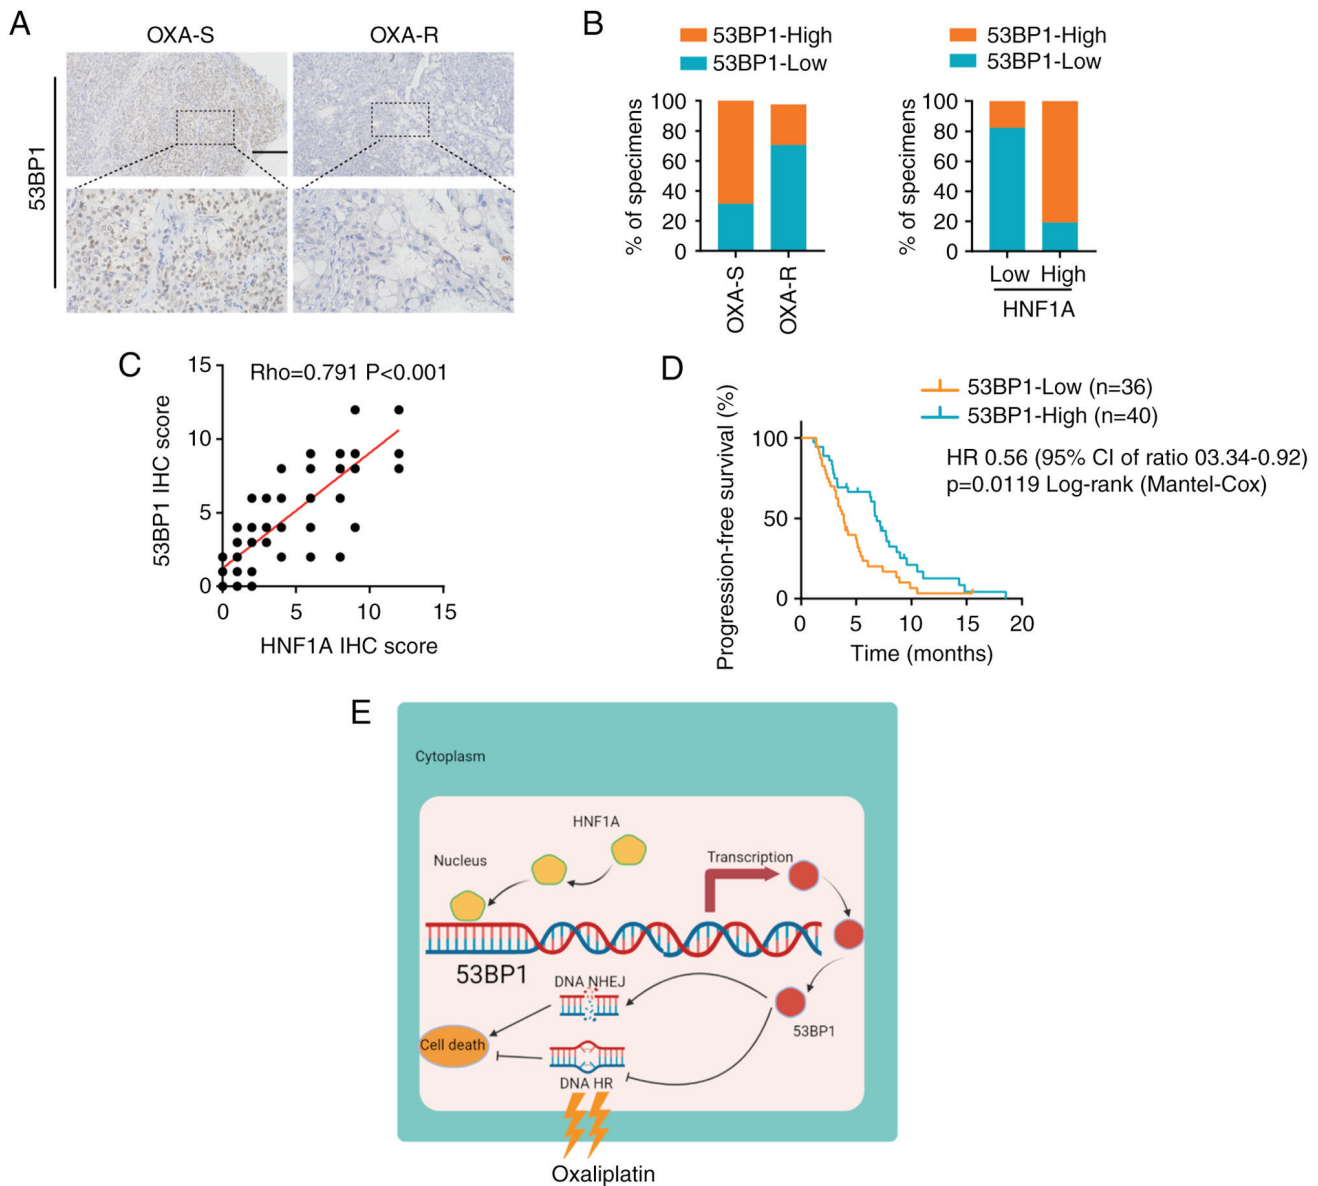 A
OXA-S
OXA-R
53BP1
B
53BP1-High
53BP1-Low
% of specimens
100
80
60
40
20
0
OXA-S
OXA-R
53BP1-High
53BP1-Low
% of specimens
100
80
60
40
20
0
Low
High
HNF1A
C
Rho=0.791 P<0.001
53BP1 IHC score
15
10
5
0
0
5
10
15
HNF1A IHC score
D
53BP1-Low (n=36)
53BP1-High (n=40)
HR 0.56 (95% CI of ratio 03.34-0.92)
p=0.0119 Log-rank (Mantel-Cox)
Progression-free survival (%)
100
50
0
0
5
10
15
20
Time (months)
E
Cytoplasm
HNF1A
Nucleus
Transcription
53BP1
DNA NHEJ
53BP1
Cell death
DNA HR
Oxaliplatin